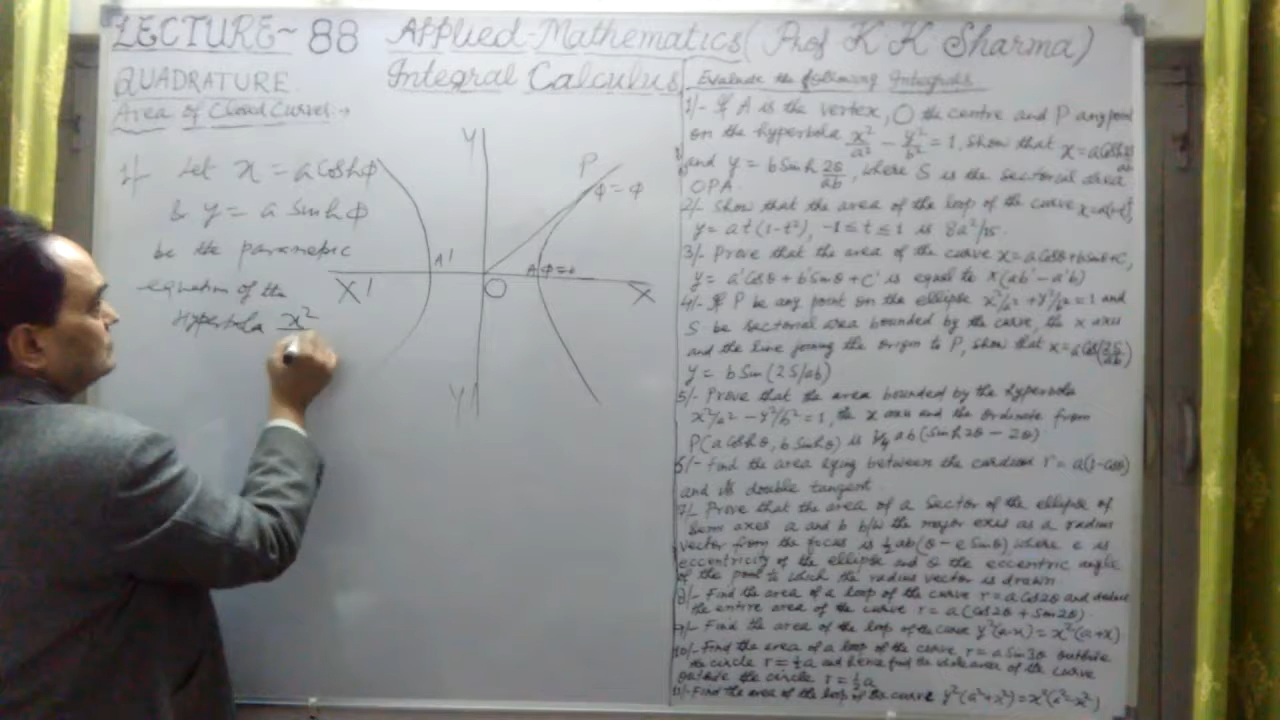 LECTURE~88 Applied-Mathematics (Prof K K Sharma)
QUADRATURE Integral Calculus
Area of Closed Curves→
1/- Let x = a Coshφ
& y = a Sinhφ
be the parametric
equation of the
Hyperbola x²
Y
P
φ=φ
A'
A φ=0
X'
O
X
Y'
Evaluate the following Integrals
1/- If A is the vertex, O the centre and P any point
on the hyperbola x²/a² - y²/b² = 1, Show that x = a Cosh 2S/ab
and y = b Sinh 2S/ab, where S is the Sectorial area
OPA.
2/- Show that the area of the loop of the curve
y = at(1-t²), -1≤t≤1 is 8a²/15.
3/- Prove that the area of the curve x = a Cosθ + b Sinθ + C,
y = a' Cosθ + b' Sinθ + C' is equal to π(ab' - a'b)
4/- If P be any point on the ellipse x²/a² + y²/b² = 1 and
S be Sectorial area bounded by the curve, the x axis
and the line joining the origin to P, show that x = a Cos(2S/ab)
y = b Sin (2S/ab)
5/- Prove that the area bounded by the hyperbola
x²/a² - y²/b² = 1, the x axis and the ordinate from
P(a Coshθ, b Sinhθ) is 1/4 ab (Sinh2θ - 2θ)
6/- Find the area lying between the cardioid r = a(1-Cosθ)
and its double tangent
7/- Prove that the area of a Sector of the ellipse of
Semi axes a and b b/w the major axis as a radius
vector from the focus is ½ab(θ - e Sinθ), where e is
eccentricity of the ellipse and θ the eccentric angle
of the point to which the radius vector is drawn
8/- Find the area of a loop of the curve r = a Cos2θ and deduce
the entire area of the curve r = a(Cos2θ + Sin2θ)
9/- Find the area of the loop of the curve y²(a-x) = x²(a+x)
10/- Find the area of a loop of the curve r = a Sin3θ outside
the circle r = ½a and hence find the whole area of the curve
outside the circle r = ½a
11/- Find the area of the loop of the curve y²(a²+x²) = x²(a²-x²)